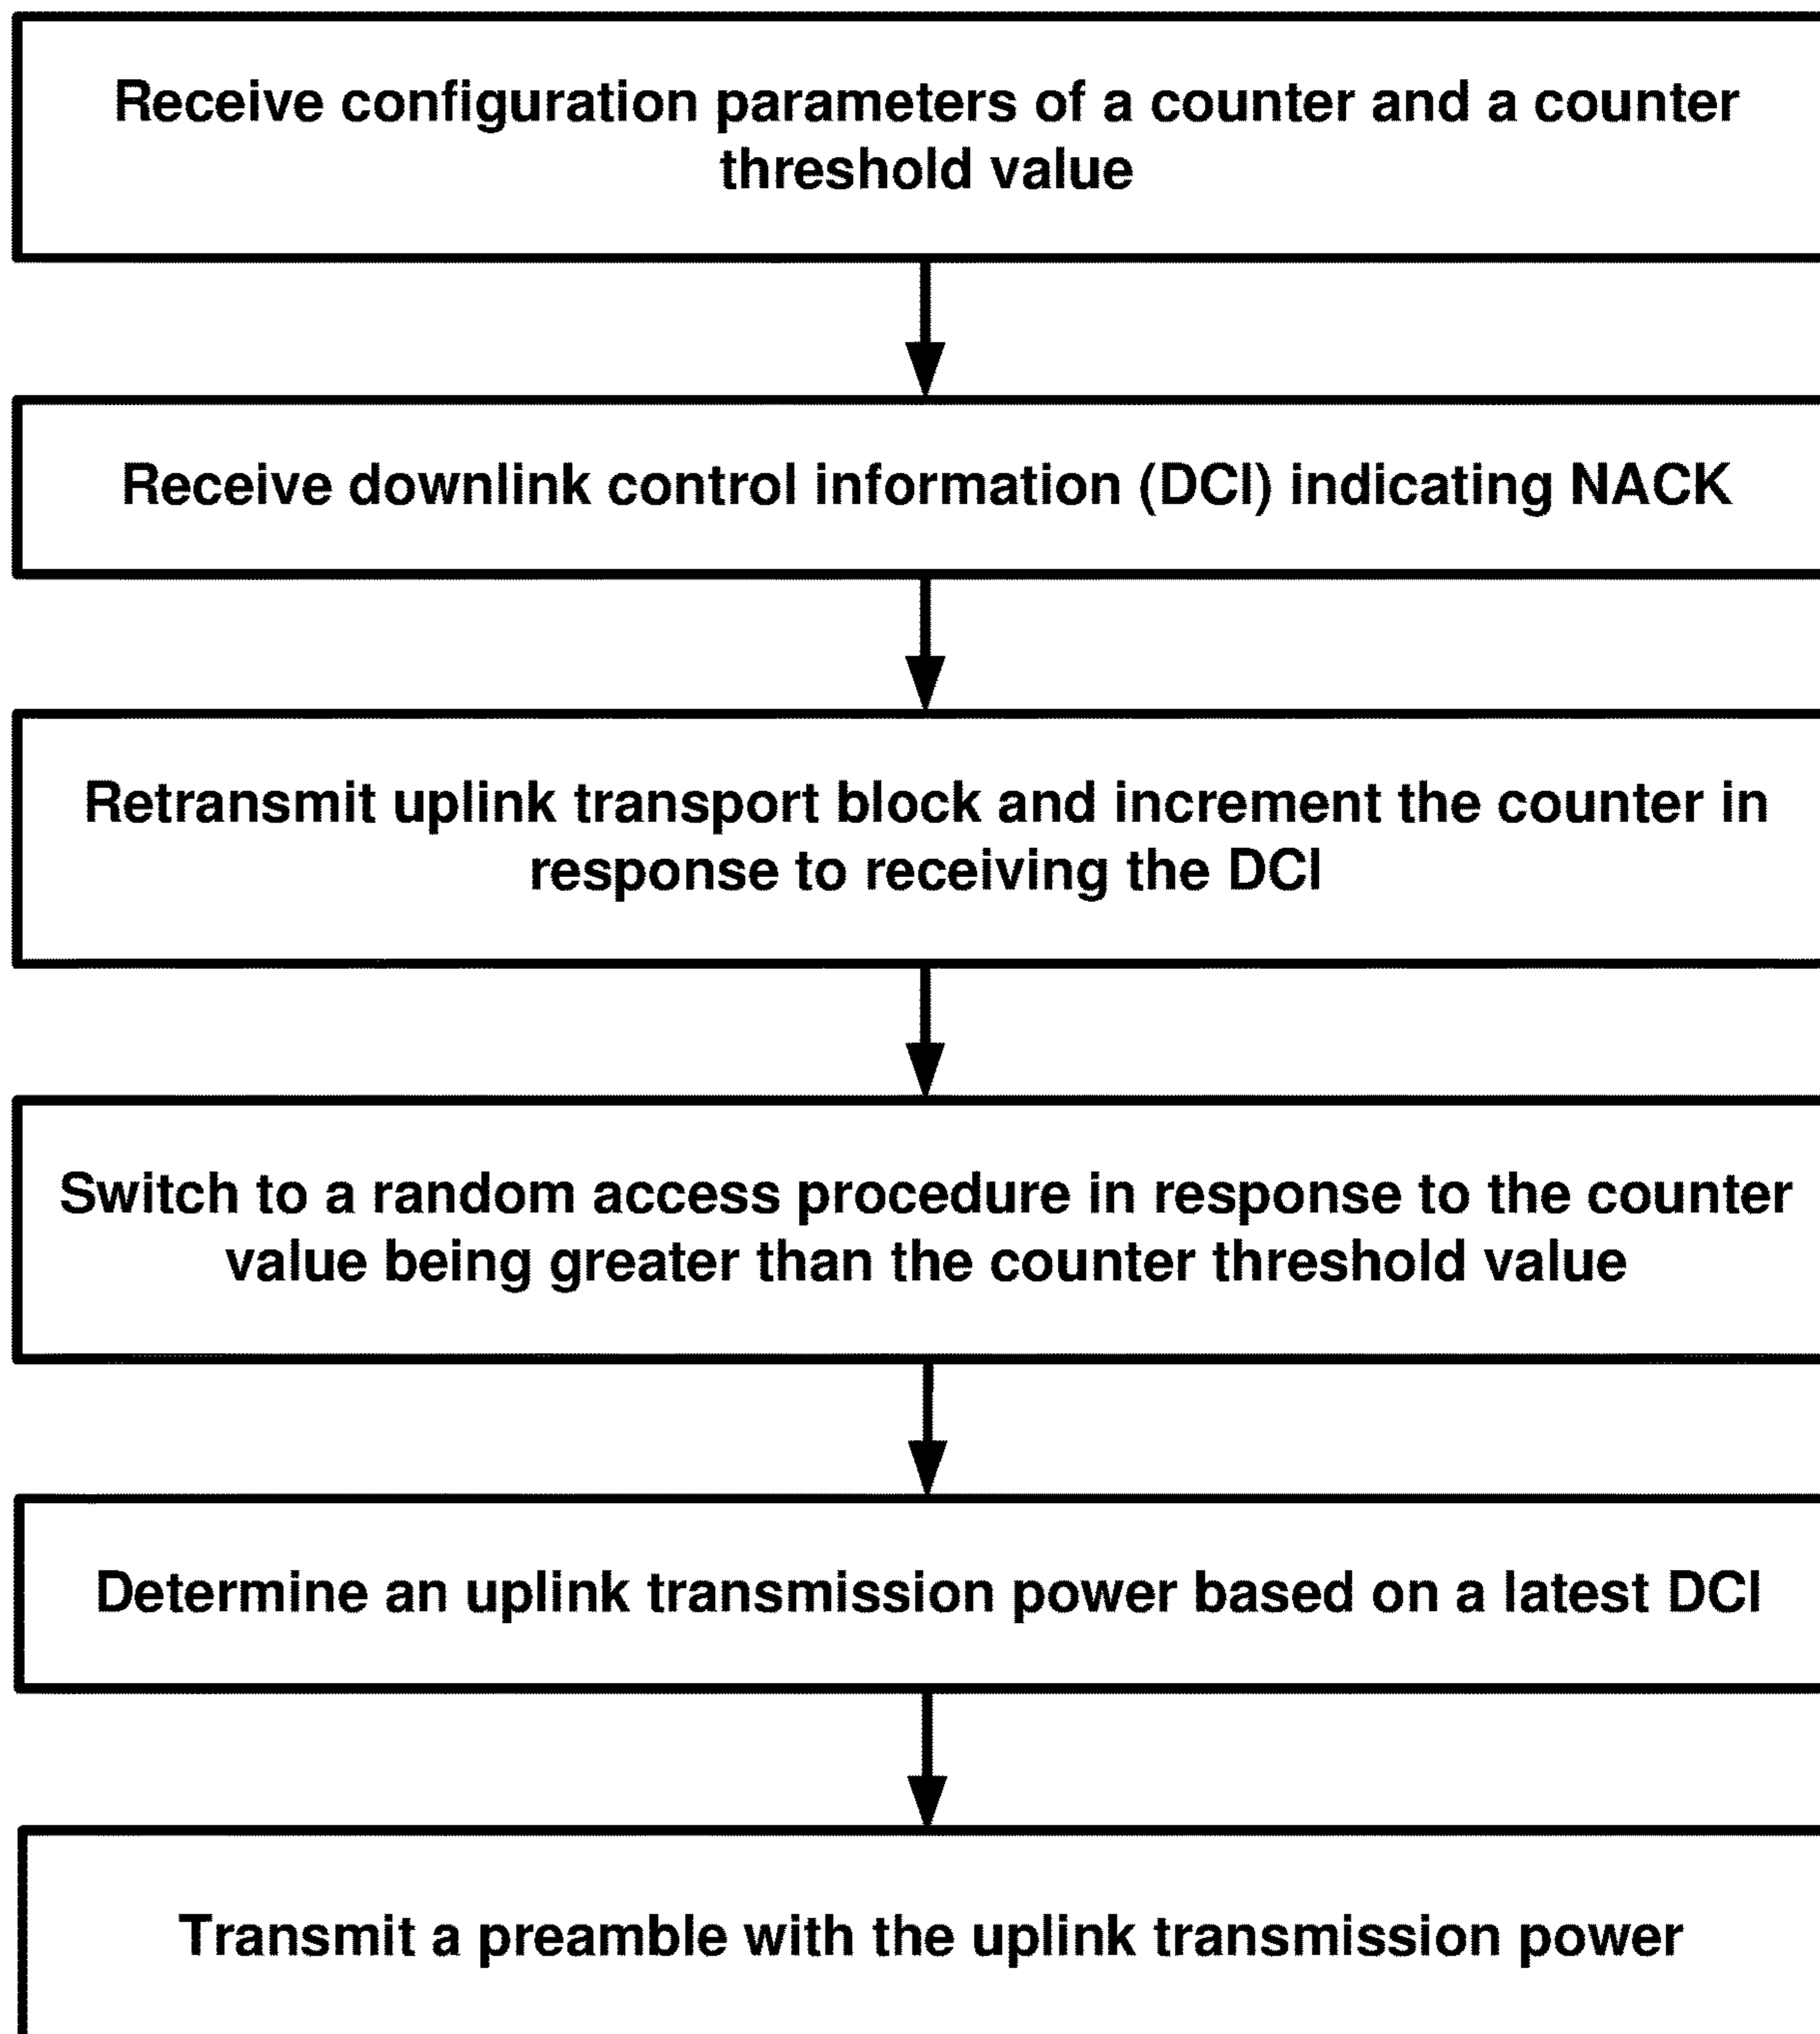 Receive configuration parameters of a counter and a counter
threshold value
Receive downlink control information (DCI) indicating NACK
Retransmit uplink transport block and increment the counter in
response to receiving the DCI
Switch to a random access procedure in response to the counter
value being greater than the counter threshold value
Determine an uplink transmission power based on a latest DCI
Transmit a preamble with the uplink transmission power